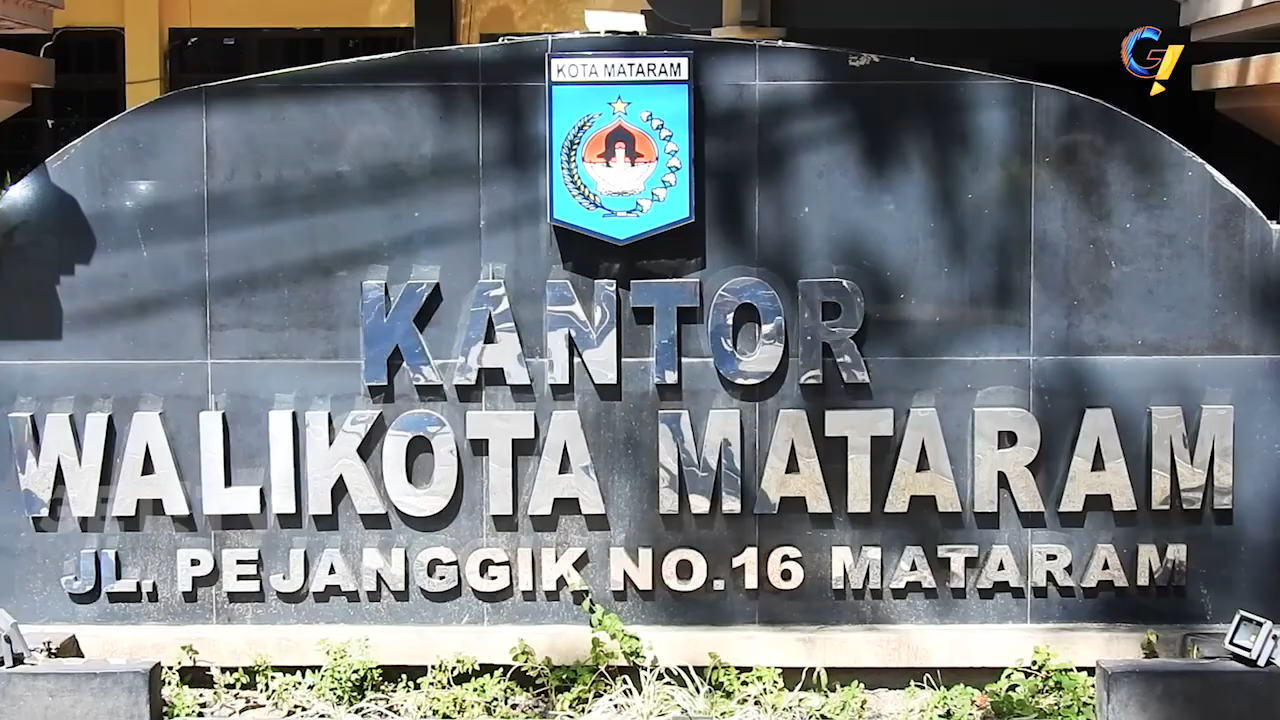 KOTA MATARAM
G!
KANTOR
WALIKOTA MATARAM
JL. PEJANGGIK NO.16 MATARAM